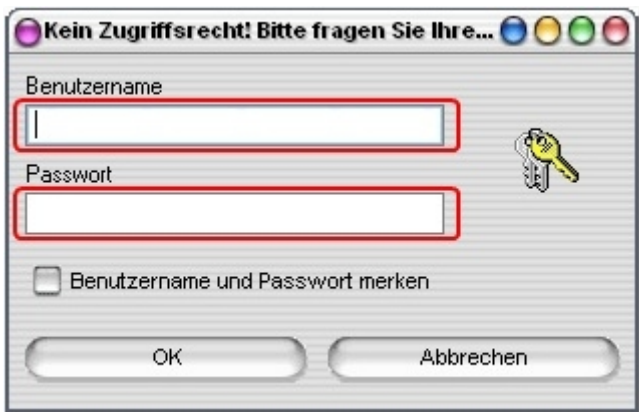 Kein Zugriffsrecht! Bitte fragen Sie Ihre...
Benutzername
Passwort
Benutzername und Passwort merken
OK
Abbrechen